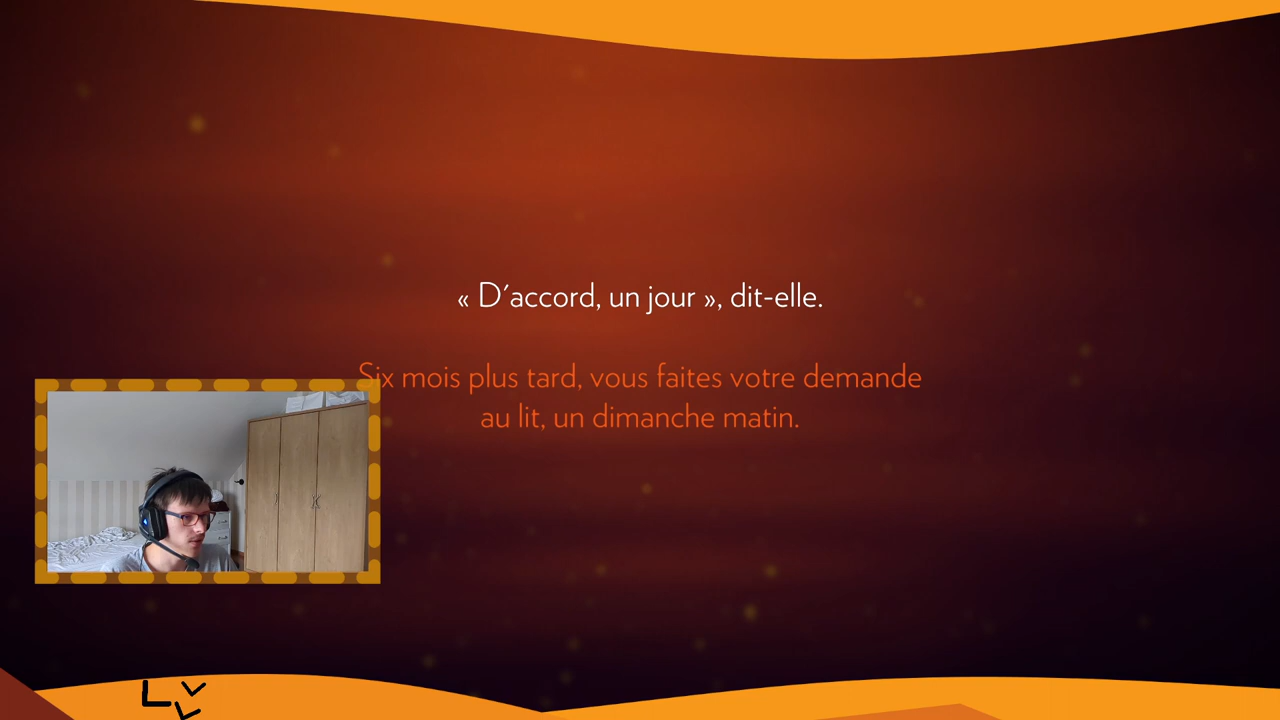 « D'accord, un jour », dit-elle.
Six mois plus tard, vous faites votre demande
au lit, un dimanche matin.